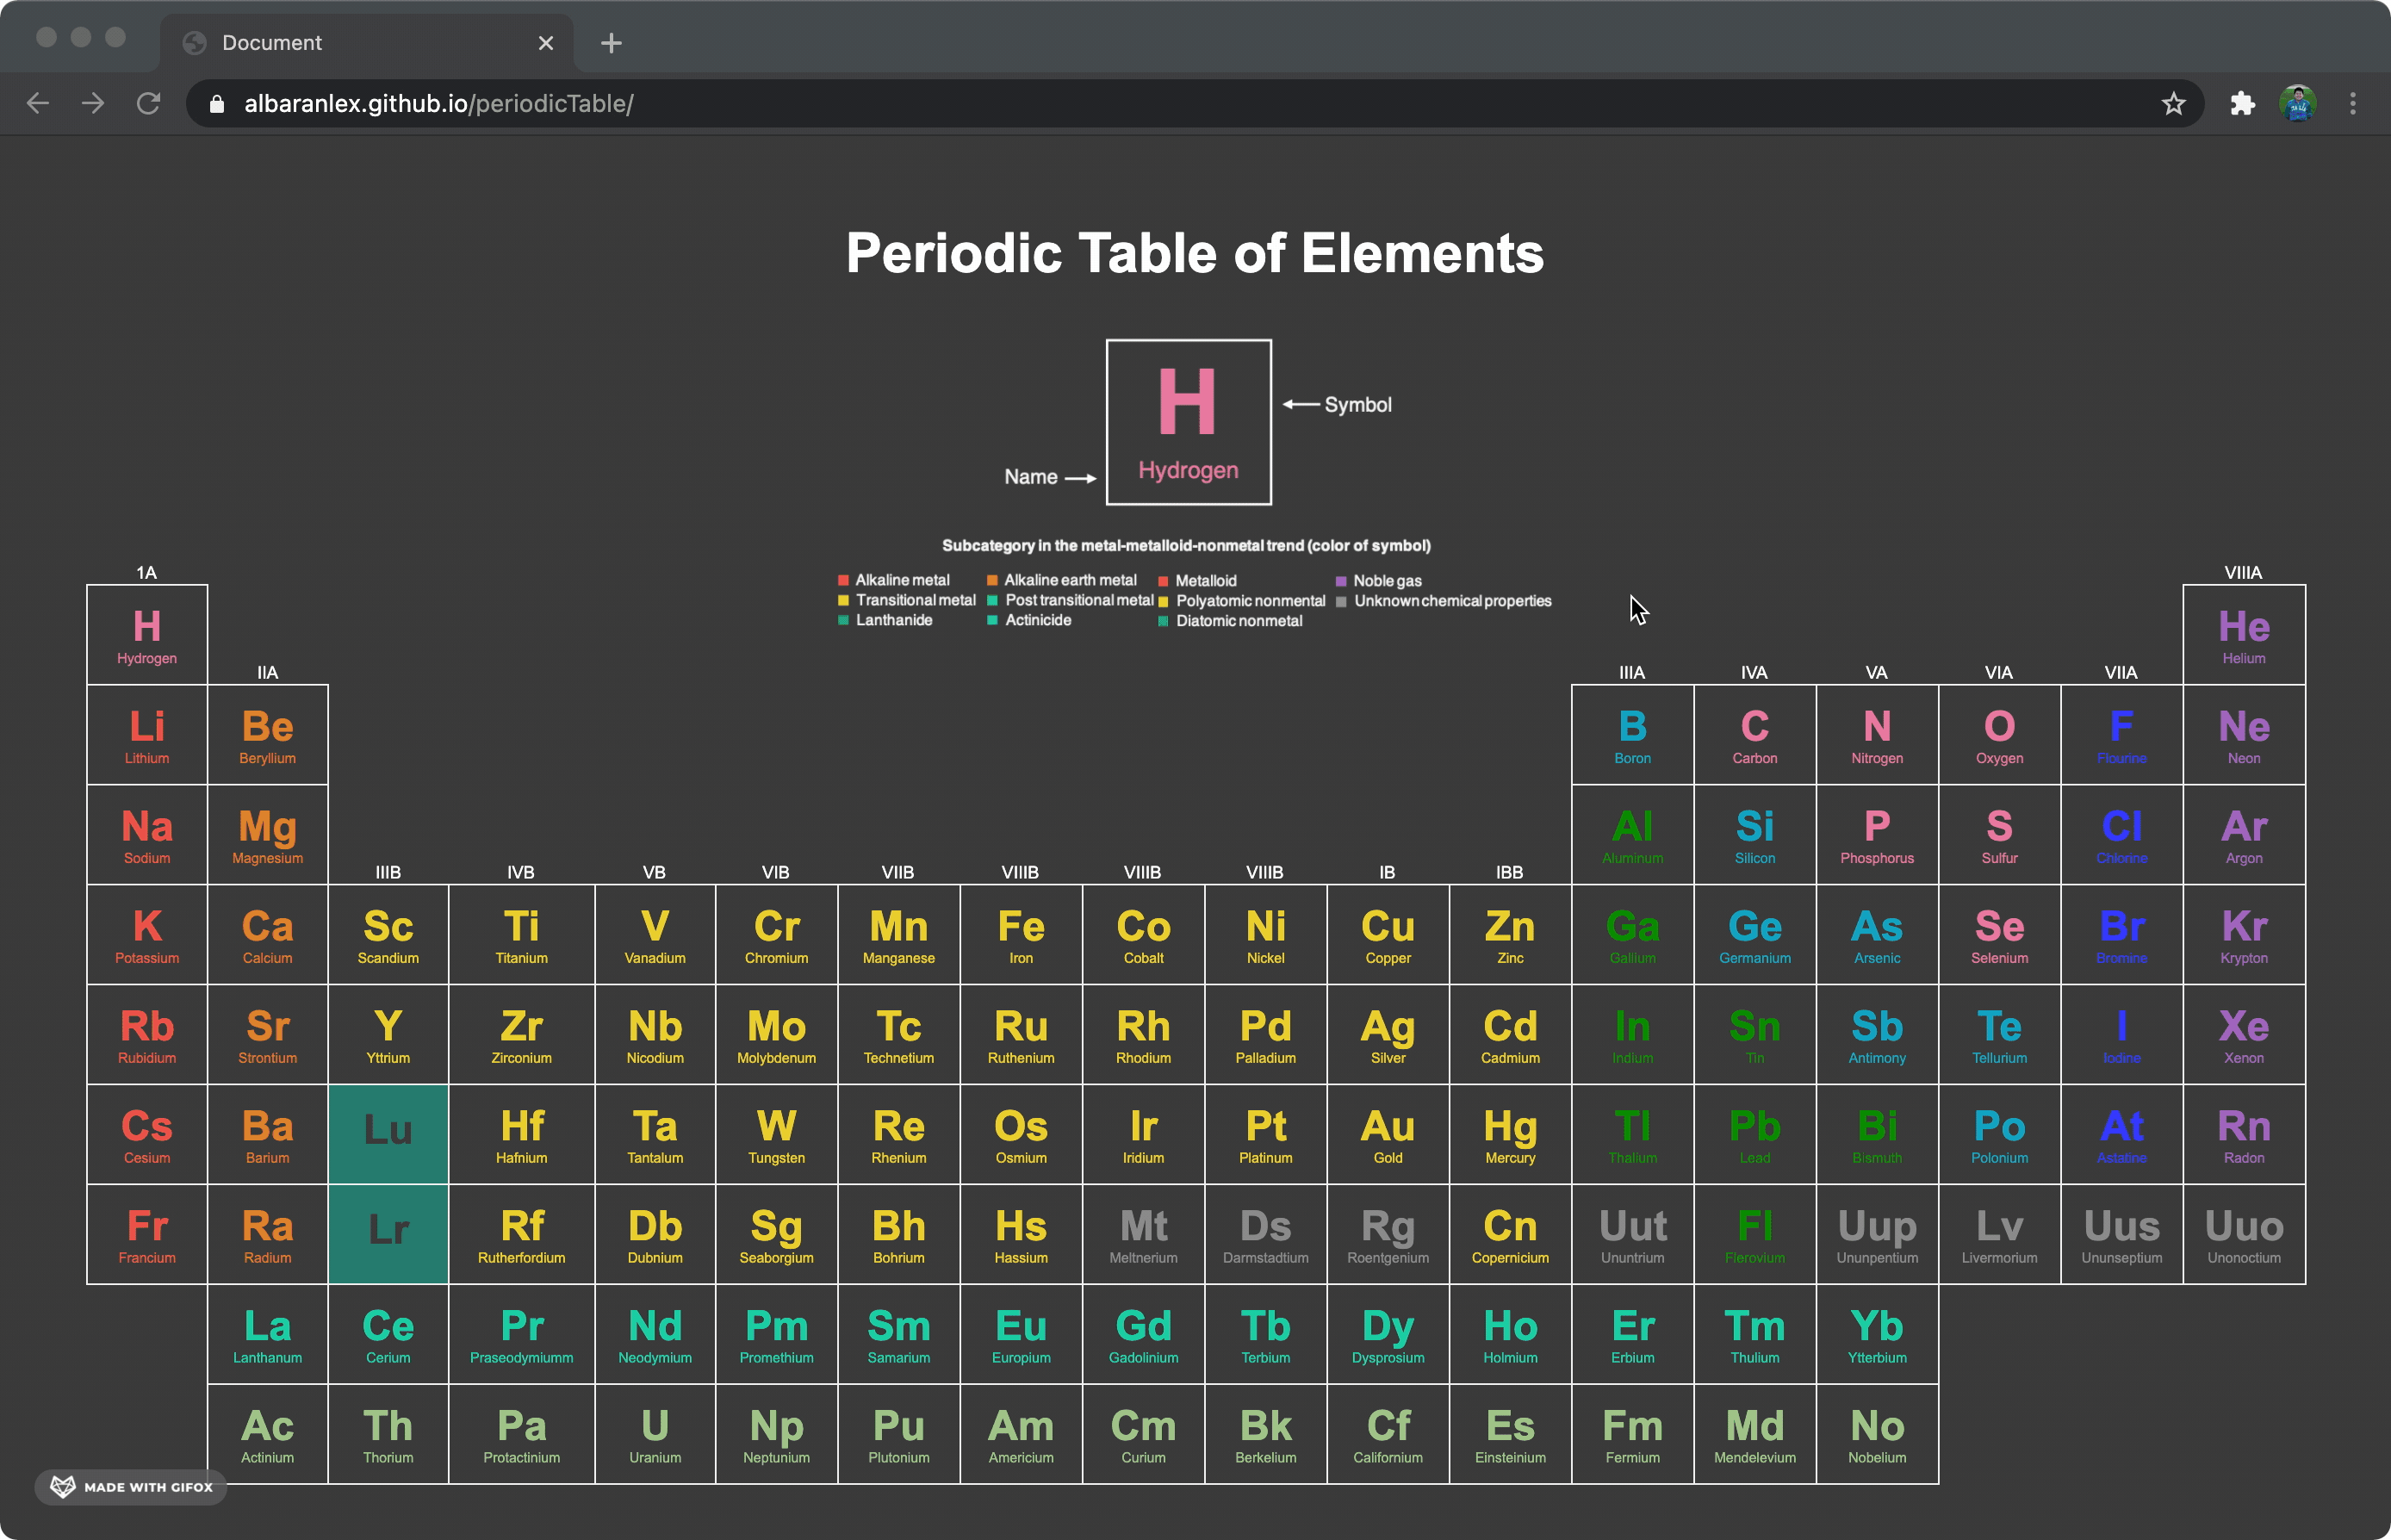 Document
albaranlex.github.io/periodicTable/
Periodic Table of Elements
H
Symbol
Name
Hydrogen
Subcategory in the metal-metalloid-nonmetal trend (color of symbol)
Alkaline metal Alkaline earth metal Metalloid Noble gas
Transitional metal Post transitional metal Polyatomic nonmental Unknown chemical properties
Lanthanide Actinicide Diatomic nonmetal
1A VIIIA
H He
Hydrogen Helium
IIA IIIA IVA VA VIA VIIA
Li Be B C N O F Ne
Lithium Beryllium Boron Carbon Nitrogen Oxygen Flourine Neon
Na Mg Al Si P S Cl Ar
Sodium Magnesium Aluminum Silicon Phosphorus Sulfur Chlorine Argon
IIIB IVB VB VIB VIIB VIIIB VIIIB VIIIB IB IBB
K Ca Sc Ti V Cr Mn Fe Co Ni Cu Zn Ga Ge As Se Br Kr
Potassium Calcium Scandium Titanium Vanadium Chromium Manganese Iron Cobalt Nickel Copper Zinc Gallium Germanium Arsenic Selenium Bromine Krypton
Rb Sr Y Zr Nb Mo Tc Ru Rh Pd Ag Cd In Sn Sb Te I Xe
Rubidium Strontium Yttrium Zirconium Nicodium Molybdenum Technetium Ruthenium Rhodium Palladium Silver Cadmium Indium Tin Antimony Tellurium Iodine Xenon
Cs Ba Lu Hf Ta W Re Os Ir Pt Au Hg Tl Pb Bi Po At Rn
Cesium Barium Hafnium Tantalum Tungsten Rhenium Osmium Iridium Platinum Gold Mercury Thalium Lead Bismuth Polonium Astatine Radon
Fr Ra Lr Rf Db Sg Bh Hs Mt Ds Rg Cn Uut Fl Uup Lv Uus Uuo
Francium Radium Rutherfordium Dubnium Seaborgium Bohrium Hassium Meltnerium Darmstadtium Roentgenium Copernicium Ununtrium Flerovium Ununpentium Livermorium Ununseptium Unonoctium
La Ce Pr Nd Pm Sm Eu Gd Tb Dy Ho Er Tm Yb
Lanthanum Cerium Praseodymiumm Neodymium Promethium Samarium Europium Gadolinium Terbium Dysprosium Holmium Erbium Thulium Ytterbium
Ac Th Pa U Np Pu Am Cm Bk Cf Es Fm Md No
Actinium Thorium Protactinium Uranium Neptunium Plutonium Americium Curium Berkelium Californium Einsteinium Fermium Mendelevium Nobelium
MADE WITH GIFOX